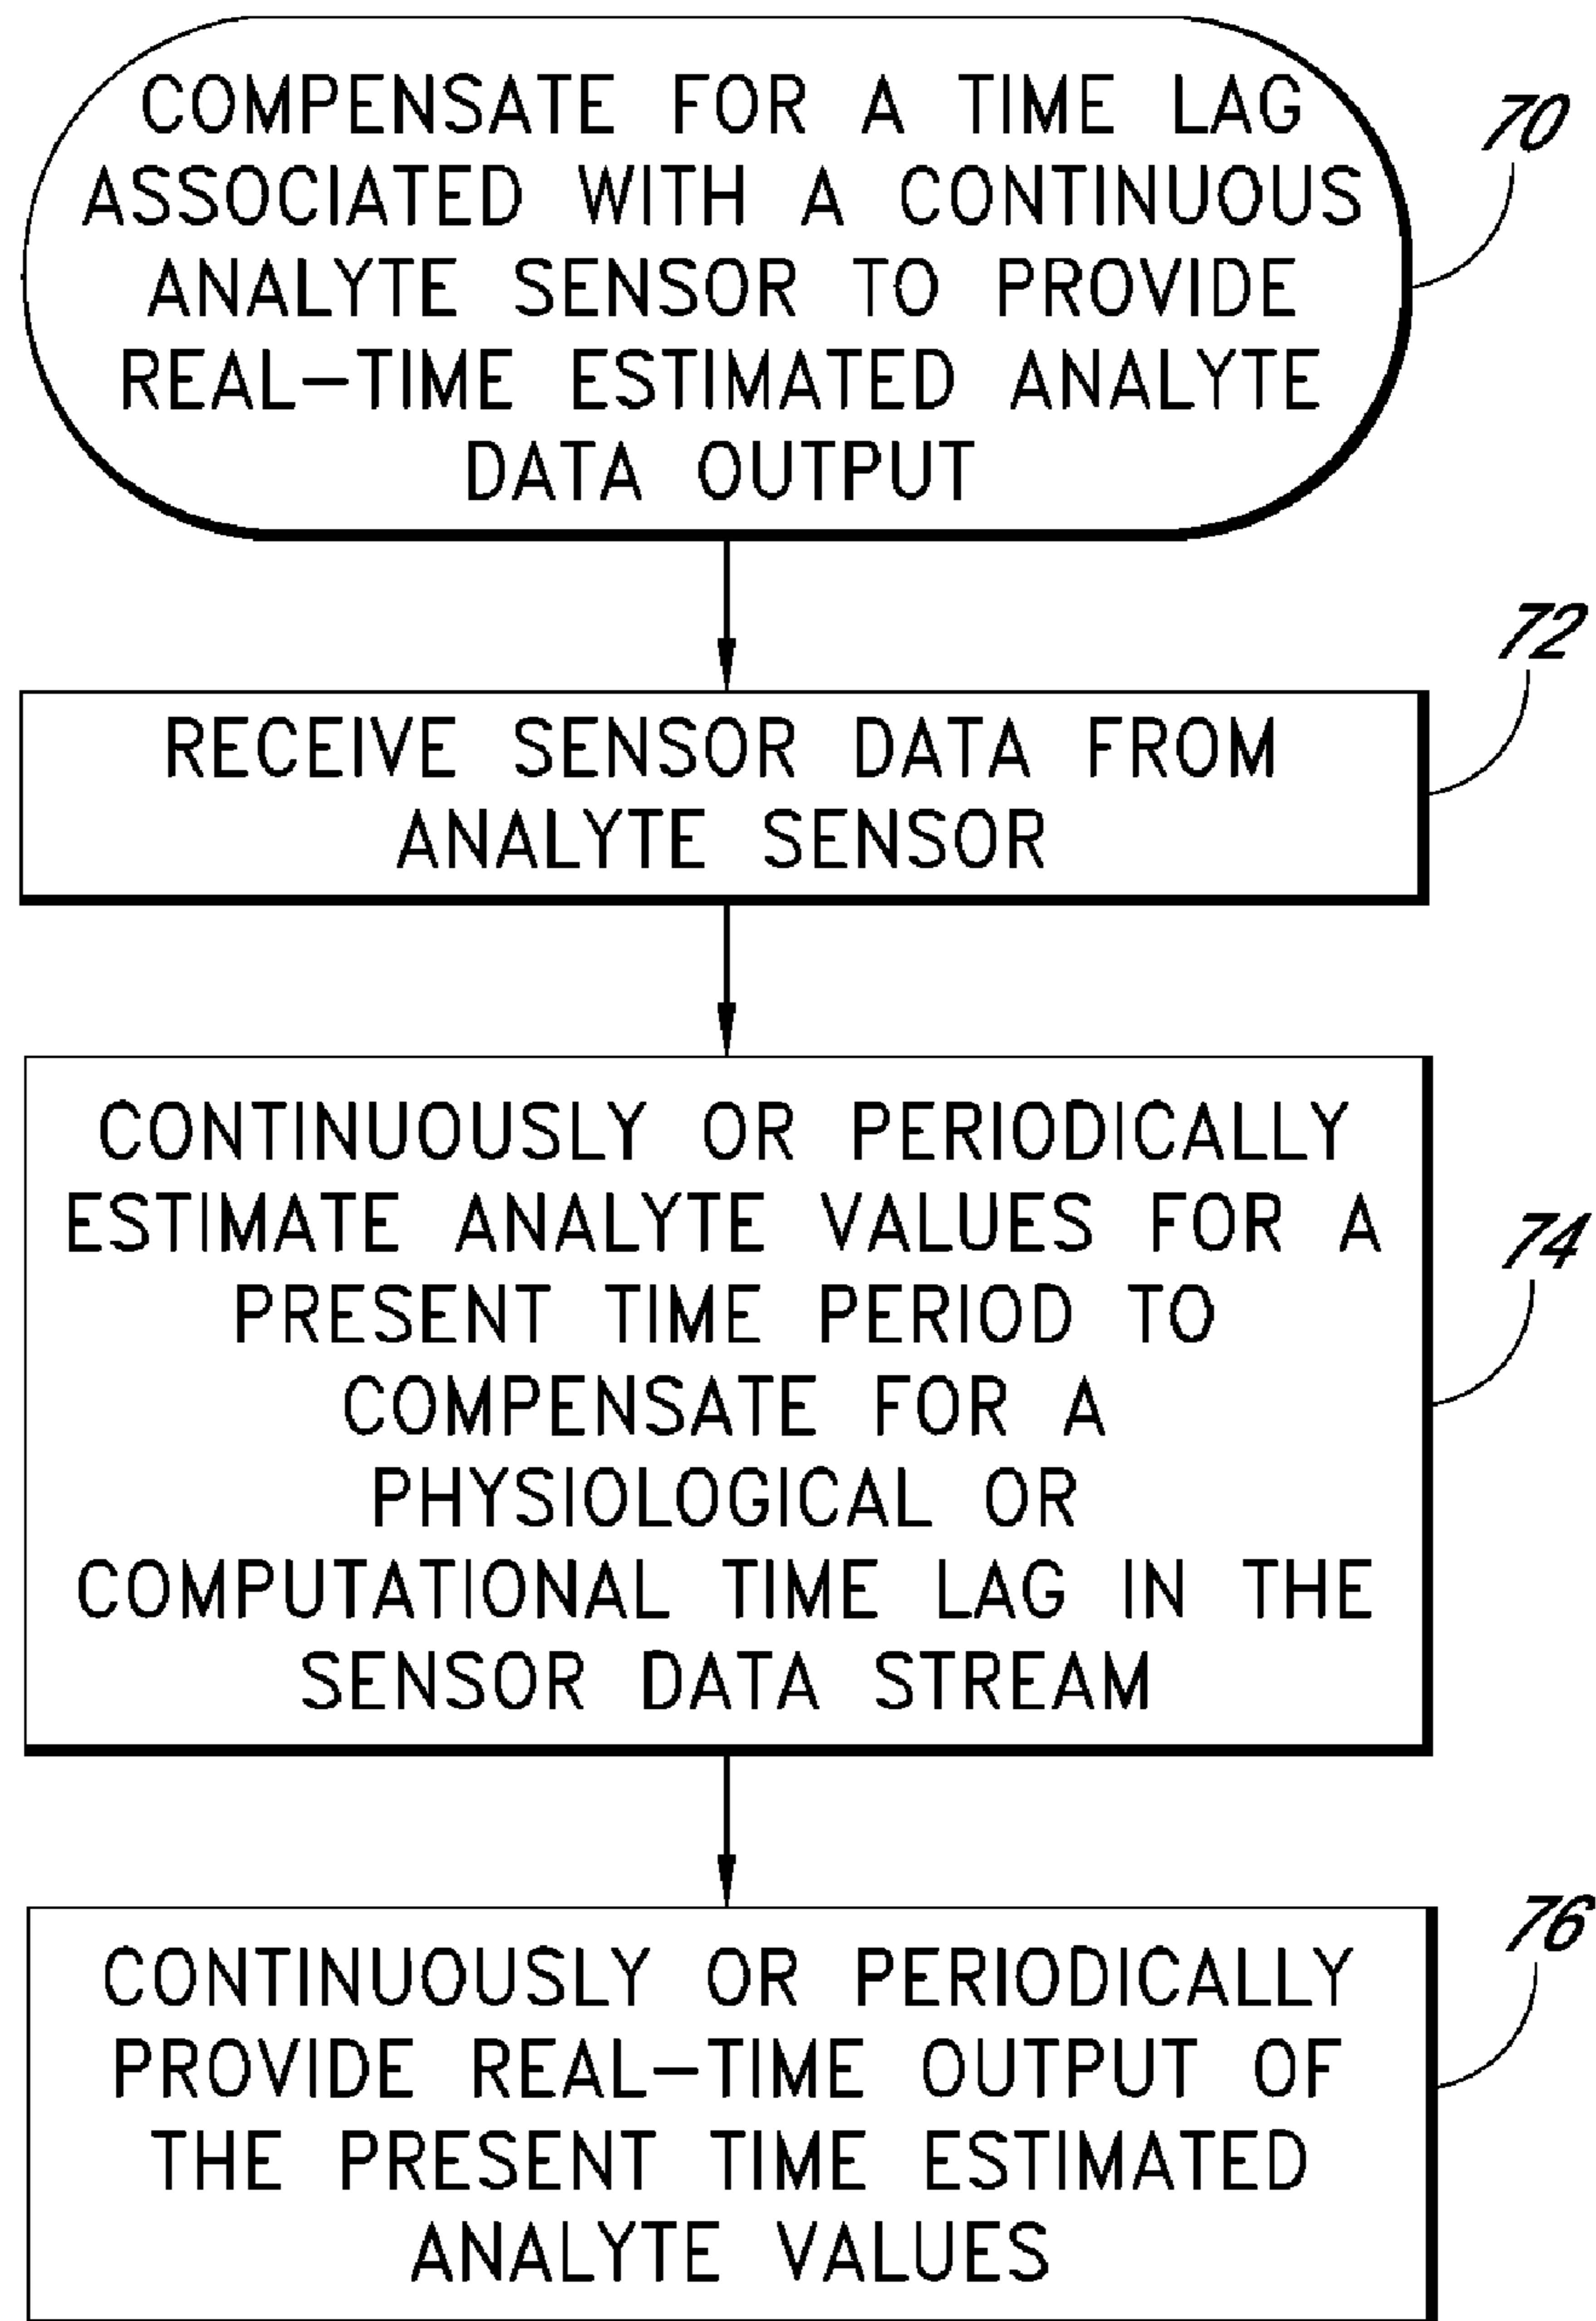 COMPENSATE FOR A TIME LAG
ASSOCIATED WITH A CONTINUOUS
ANALYTE SENSOR TO PROVIDE
REAL-TIME ESTIMATED ANALYTE
DATA OUTPUT
70
RECEIVE SENSOR DATA FROM
ANALYTE SENSOR
72
CONTINUOUSLY OR PERIODICALLY
ESTIMATE ANALYTE VALUES FOR A
PRESENT TIME PERIOD TO
COMPENSATE FOR A
PHYSIOLOGICAL OR
COMPUTATIONAL TIME LAG IN THE
SENSOR DATA STREAM
74
CONTINUOUSLY OR PERIODICALLY
PROVIDE REAL-TIME OUTPUT OF
THE PRESENT TIME ESTIMATED
ANALYTE VALUES
76